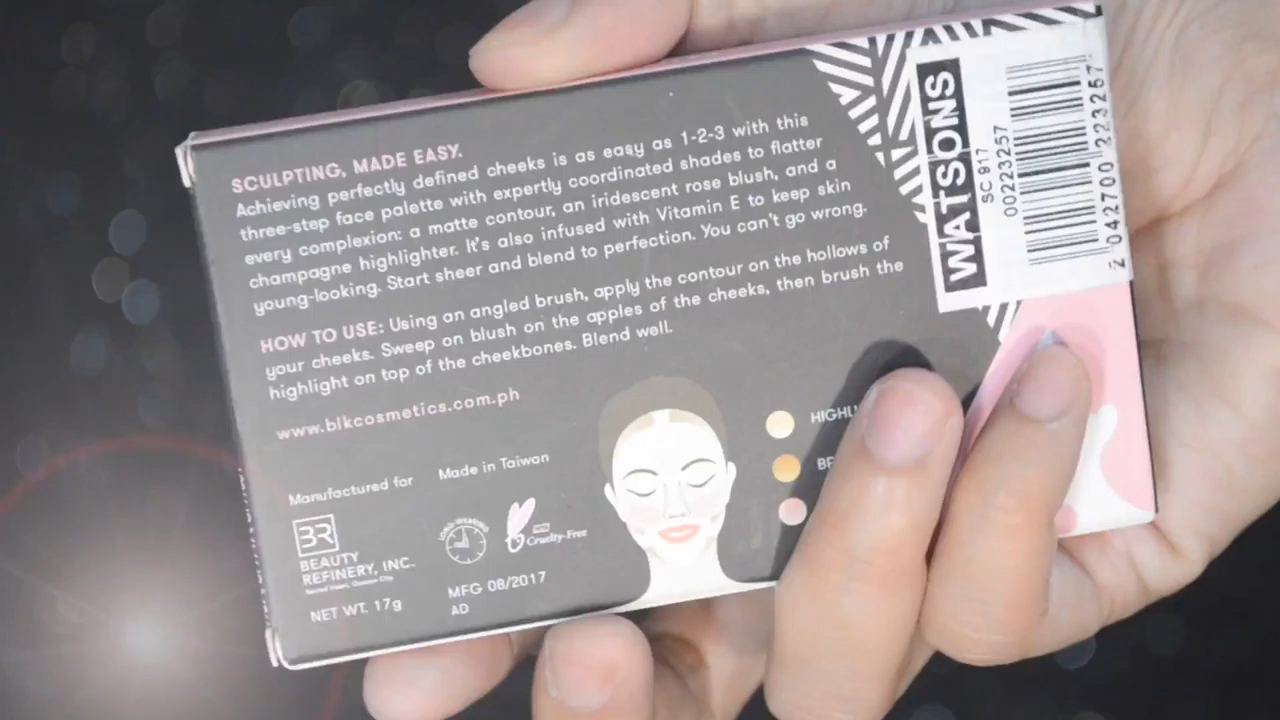 SCULPTING, MADE EASY.
Achieving perfectly defined cheeks is as easy as 1-2-3 with this
three-step face palette with expertly coordinated shades to flatter
every complexion: a matte contour, an iridescent rose blush, and a
champagne highlighter. It's also infused with Vitamin E to keep skin
young-looking. Start sheer and blend to perfection. You can't go wrong.
HOW TO USE: Using an angled brush, apply the contour on the hollows of
your cheeks. Sweep on blush on the apples of the cheeks, then brush the
highlight on top of the cheekbones. Blend well.
www.blkcosmetics.com.ph
Manufactured for
BR
BEAUTY
REFINERY, INC.
NET WT. 17g
Made in Taiwan
LONG-WEARING
Cruelty-Free
MFG 08/2017
AD
WATSONS
SC 917
00223257
2 042700 223257